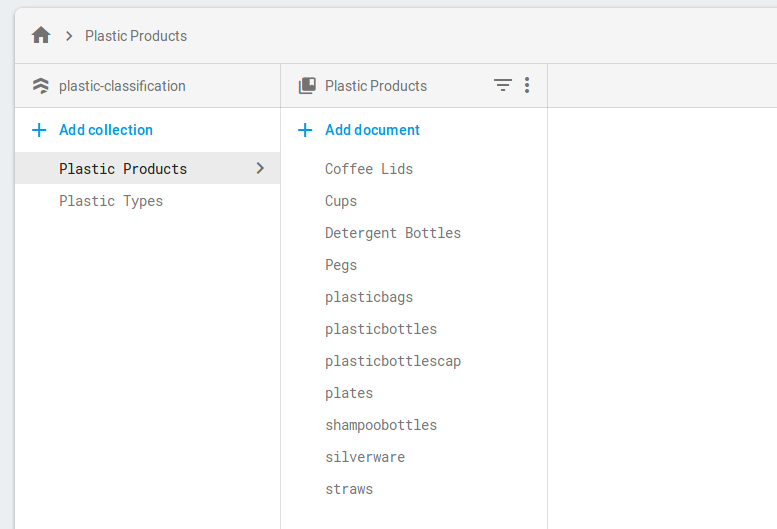 Plastic Products
plastic-classification
Plastic Products
Add collection
Add document
Plastic Products
Plastic Types
Coffee Lids
Cups
Detergent Bottles
Pegs
plasticbags
plasticbottles
plasticbottlescap
plates
shampoobottles
silverware
straws